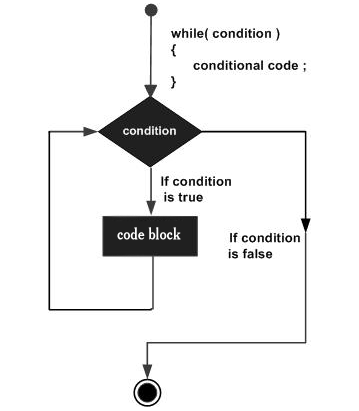 while( condition )
{
conditional code ;
}
condition
If condition
is true
code block
If condition
is false